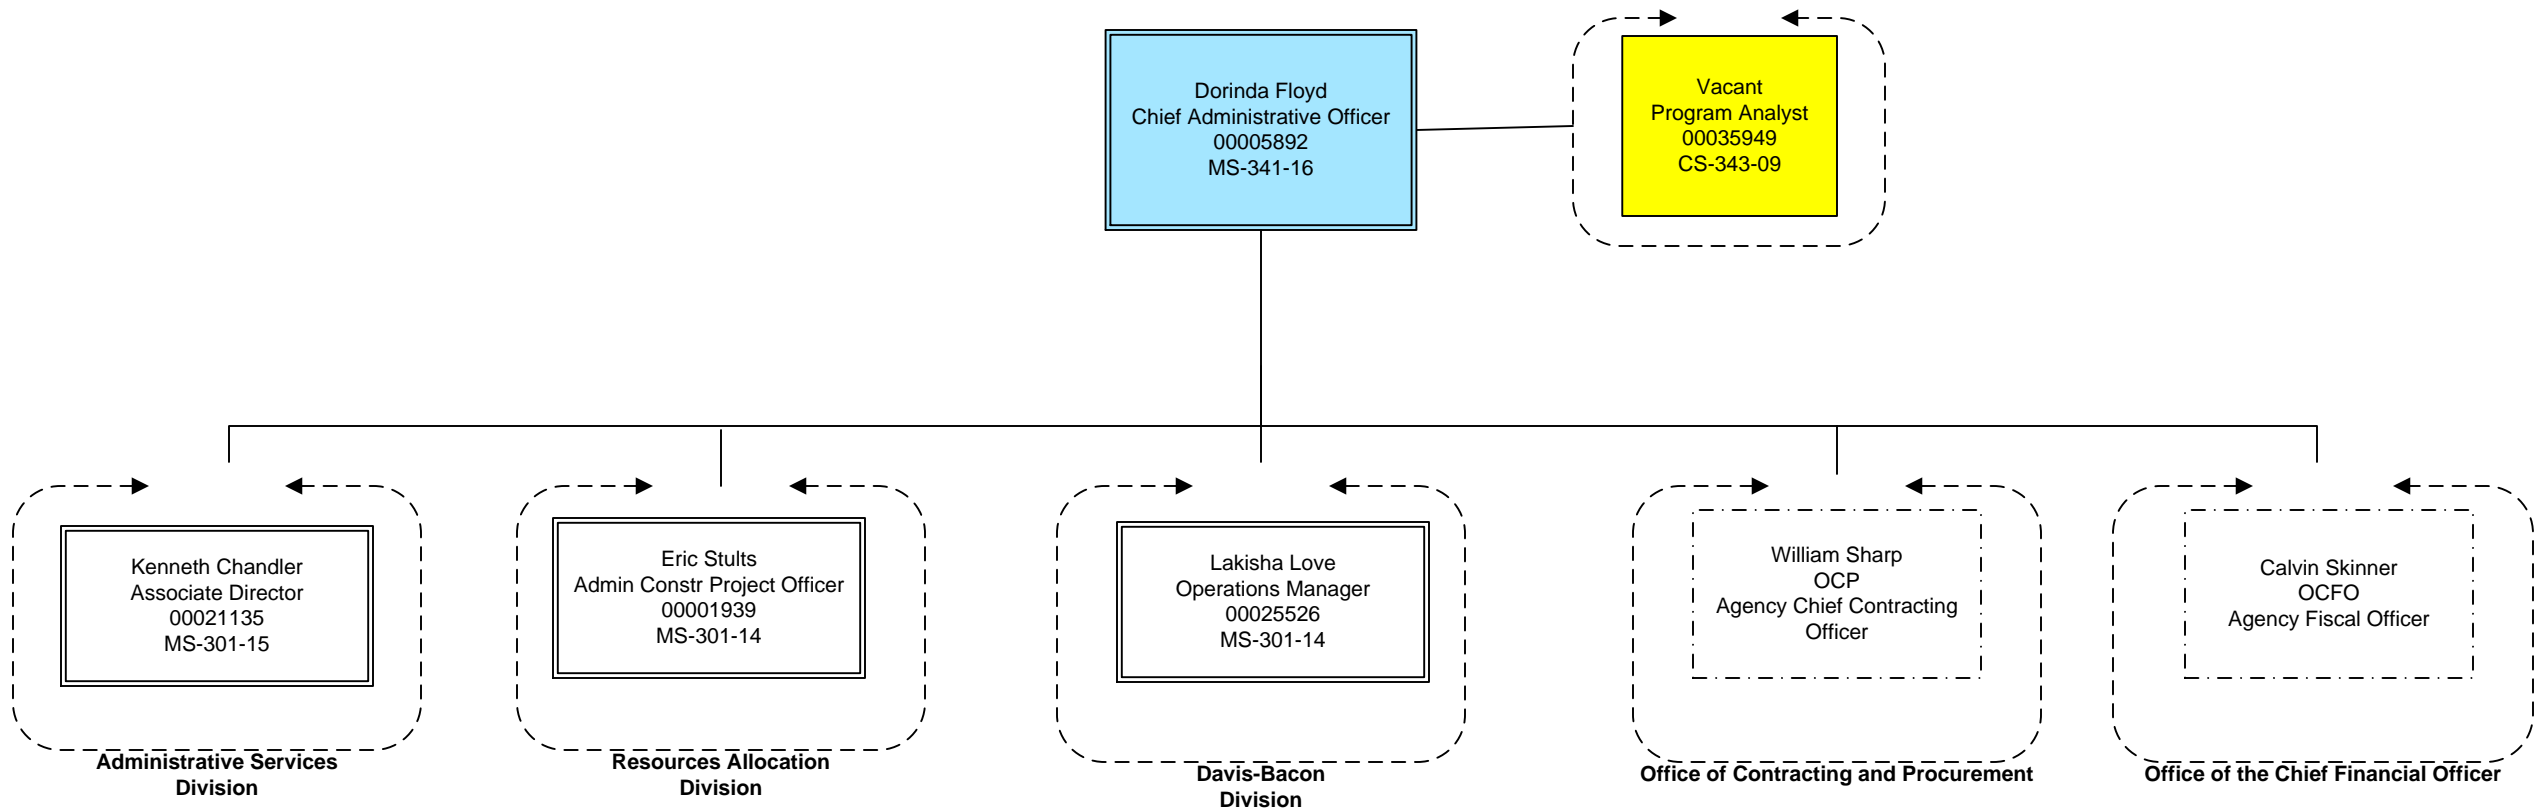 Dorinda Floyd
Chief Administrative Officer
00005892
MS-341-16
Vacant
Program Analyst
00035949
CS-343-09
Kenneth Chandler
Associate Director
00021135
MS-301-15
Administrative Services
Division
Eric Stults
Admin Constr Project Officer
00001939
MS-301-14
Resources Allocation
Division
Lakisha Love
Operations Manager
00025526
MS-301-14
Davis-Bacon
Division
William Sharp
OCP
Agency Chief Contracting
Officer
Office of Contracting and Procurement
Calvin Skinner
OCFO
Agency Fiscal Officer
Office of the Chief Financial Officer